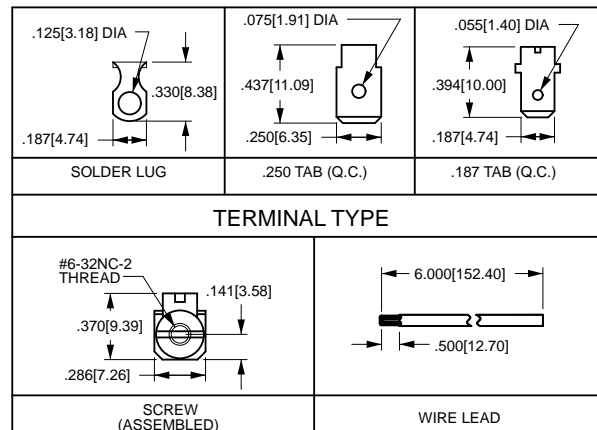 .125[3.18] DIA
.330[8.38]
.187[4.74]
SOLDER LUG
.075[1.91] DIA
.437[11.09]
.250[6.35]
.250 TAB (Q.C.)
.055[1.40] DIA
.394[10.00]
.187[4.74]
.187 TAB (Q.C.)
TERMINAL TYPE
#6-32NC-2
THREAD
.141[3.58]
.370[9.39]
.286[7.26]
SCREW
(ASSEMBLED)
6.000[152.40]
.500[12.70]
WIRE LEAD